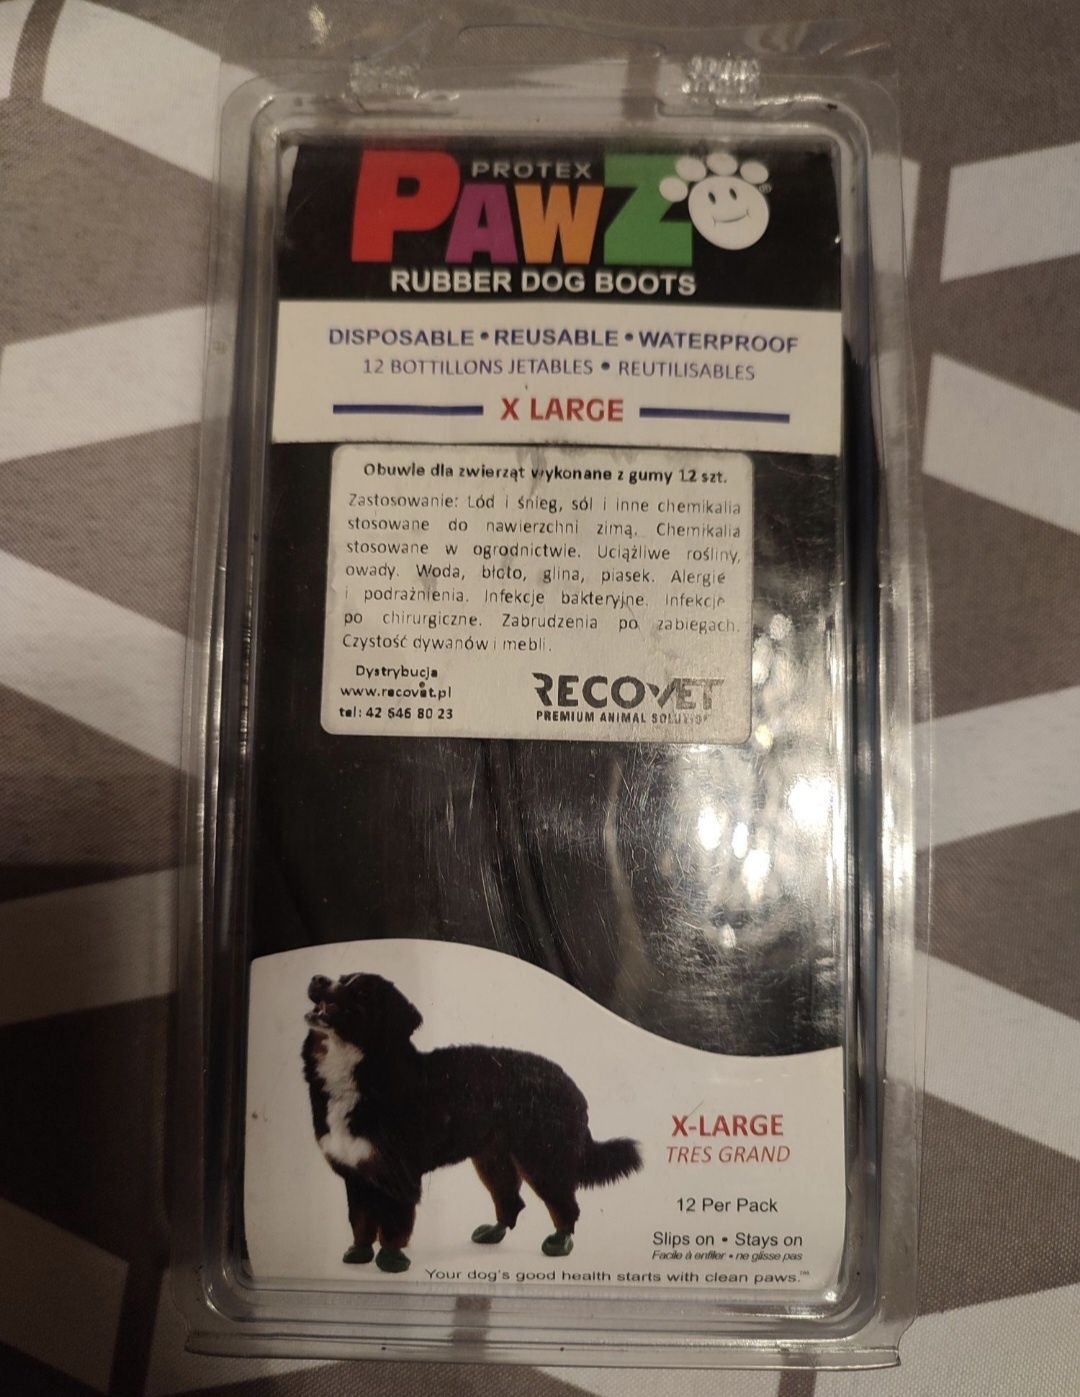 PROTEX
PAWZ
RUBBER DOG BOOTS
DISPOSABLE • REUSABLE • WATERPROOF
12 BOTTILLONS JETABLES • REUTILISABLES
X LARGE
Obuwie dla zwierząt wykonane z gumy 12 szt.
Zastosowanie: Lód i śnieg, sól i inne chemikalia
stosowane do nawierzchni zimą. Chemikalia
stosowane w ogrodnictwie. Uciążliwe rośliny,
owady. Woda, błoto, glina, piasek. Alergie
i podrażnienia. Infekcje bakteryjne. Infekcje
po chirurgiczne. Zabrudzenia po zabiegach.
Czystość dywanów i mebli.
Dystrybucja
www.recovet.pl
tel: 42 646 80 23
RECOVET
PREMIUM ANIMAL SOLUTION
X-LARGE
TRES GRAND
12 Per Pack
Slips on • Stays on
Facile à enfiler • ne glisse pas
Your dog's good health starts with clean paws.™